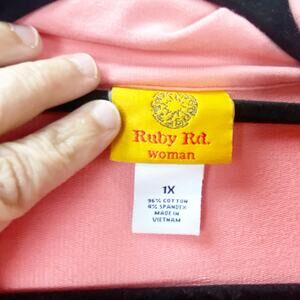 Ruby Rd.
woman
1X
96% COTTON
4% SPANDEX
MADE IN
VIETNAM